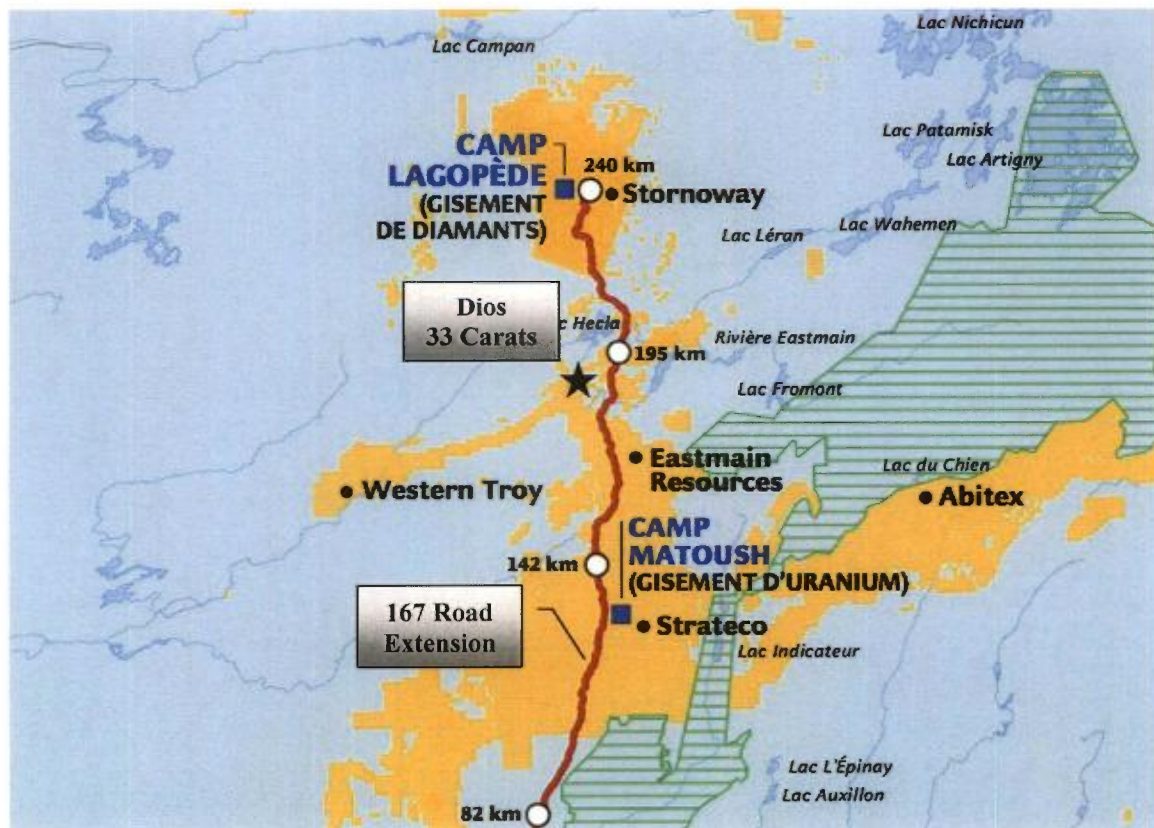 Lac Nichicun
Lac Campan
Lac Patamisk
Lac Artigny
CAMP
LAGOPÈDE
(GISEMENT
DE DIAMANTS)
240 km
Stornoway
Lac Wahemen
Lac Léran
Dios
33 Carats
Hecla
195 km
Rivière Eastmain
Lac Fromont
Eastmain
Resources
Lac du Chien
Western Troy
Abitex
CAMP
MATOUSH
(GISEMENT D'URANIUM)
142 km
167 Road
Extension
Strateco
Lac Indicateur
Lac L'Épinay
Lac Auxillon
82 km